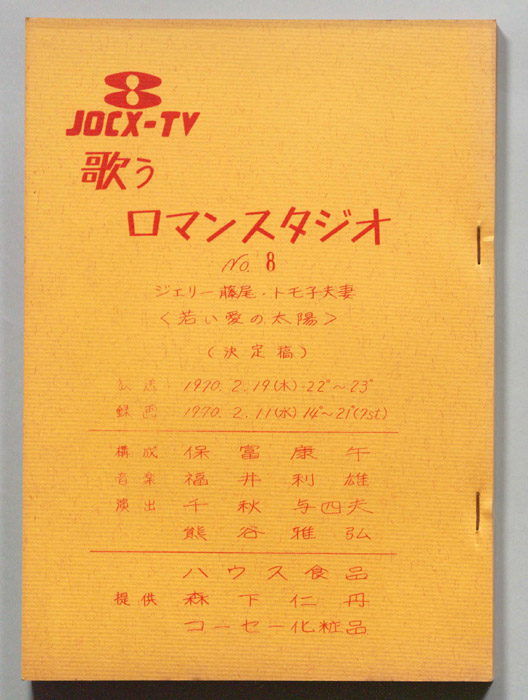 8
JOCX-TV
歌う
ロマンスタジオ
No. 8
ジェリー藤尾・トモ子夫妻
＜若い愛の太陽＞
(決定稿)
放送 1970. 2. 19(木) 22°～23°
録画 1970. 2. 11(水) 14°～21°(7st)
構成 保富康午
音楽 福井利雄
演出 千秋与四夫
熊谷雅弘
ハウス食品
提供 森下仁丹
コーセー化粧品